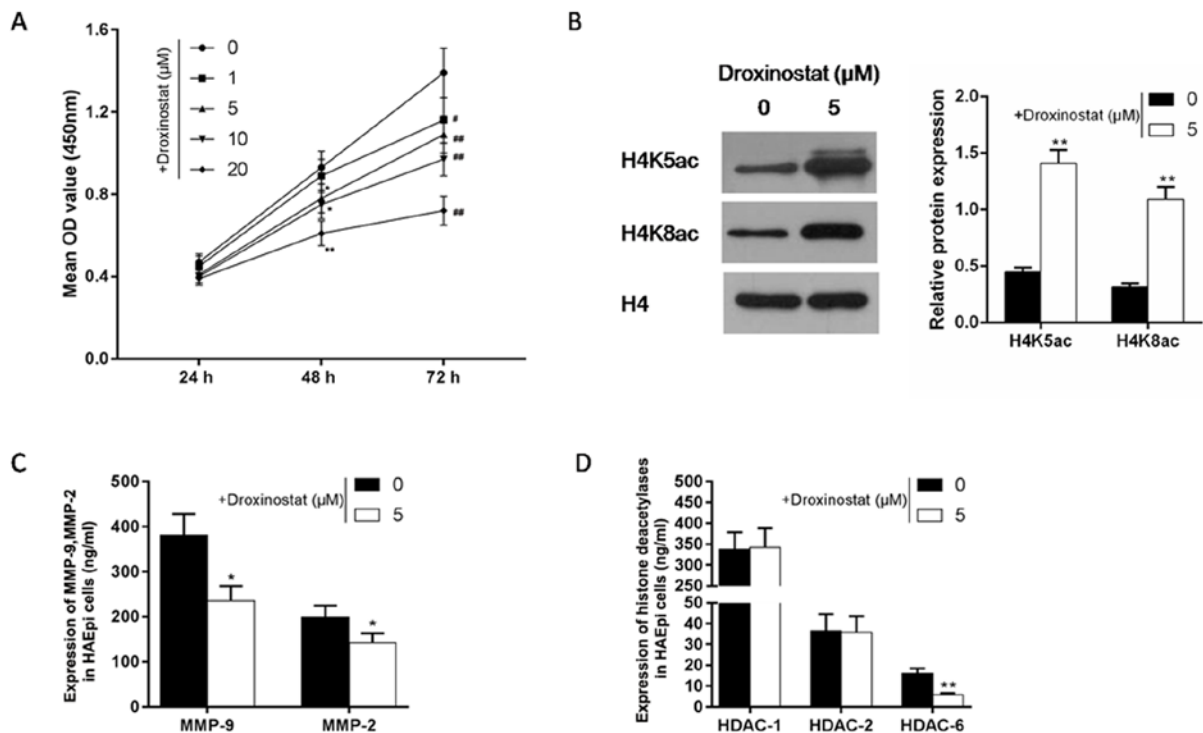 A
+Droxinostat (µM)
0
1
5
10
20
Mean OD value (450nm)
1.6
1.2
0.8
0.4
0.0
#
##
##
##
*
*
**
24 h 48 h 72 h
B
Droxinostat (µM)
0 5
H4K5ac
H4K8ac
H4
+Droxinostat (µM)
0
5
Relative protein expression
2.0
1.5
1.0
0.5
0.0
**
**
H4K5ac H4K8ac
C
+Droxinostat (µM)
0
5
Expression of MMP-9,MMP-2
in HAEpi cells (ng/ml)
500
400
300
200
100
0
*
*
MMP-9 MMP-2
D
+Droxinostat (µM)
0
5
Expression of histone deacetylases
in HAEpi cells (ng/ml)
500
450
400
350
300
50
40
30
20
10
0
**
HDAC-1 HDAC-2 HDAC-6